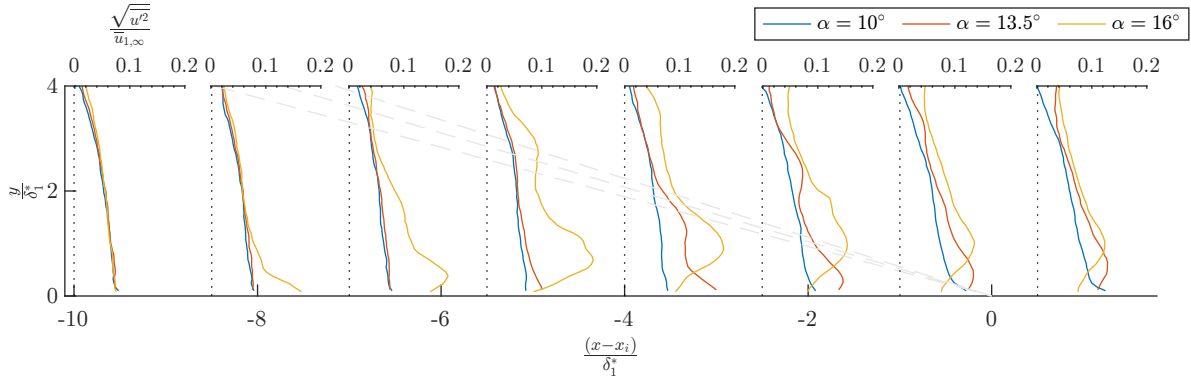 √u′² / ū₁,∞
α = 10° α = 13.5° α = 16°
0 0.1 0.2 0 0.1 0.2 0 0.1 0.2 0 0.1 0.2 0 0.1 0.2 0 0.1 0.2 0 0.1 0.2 0 0.1 0.2
4
2
y / δ₁*
0
-10 -8 -6 -4 -2 0
(x−xᵢ) / δ₁*